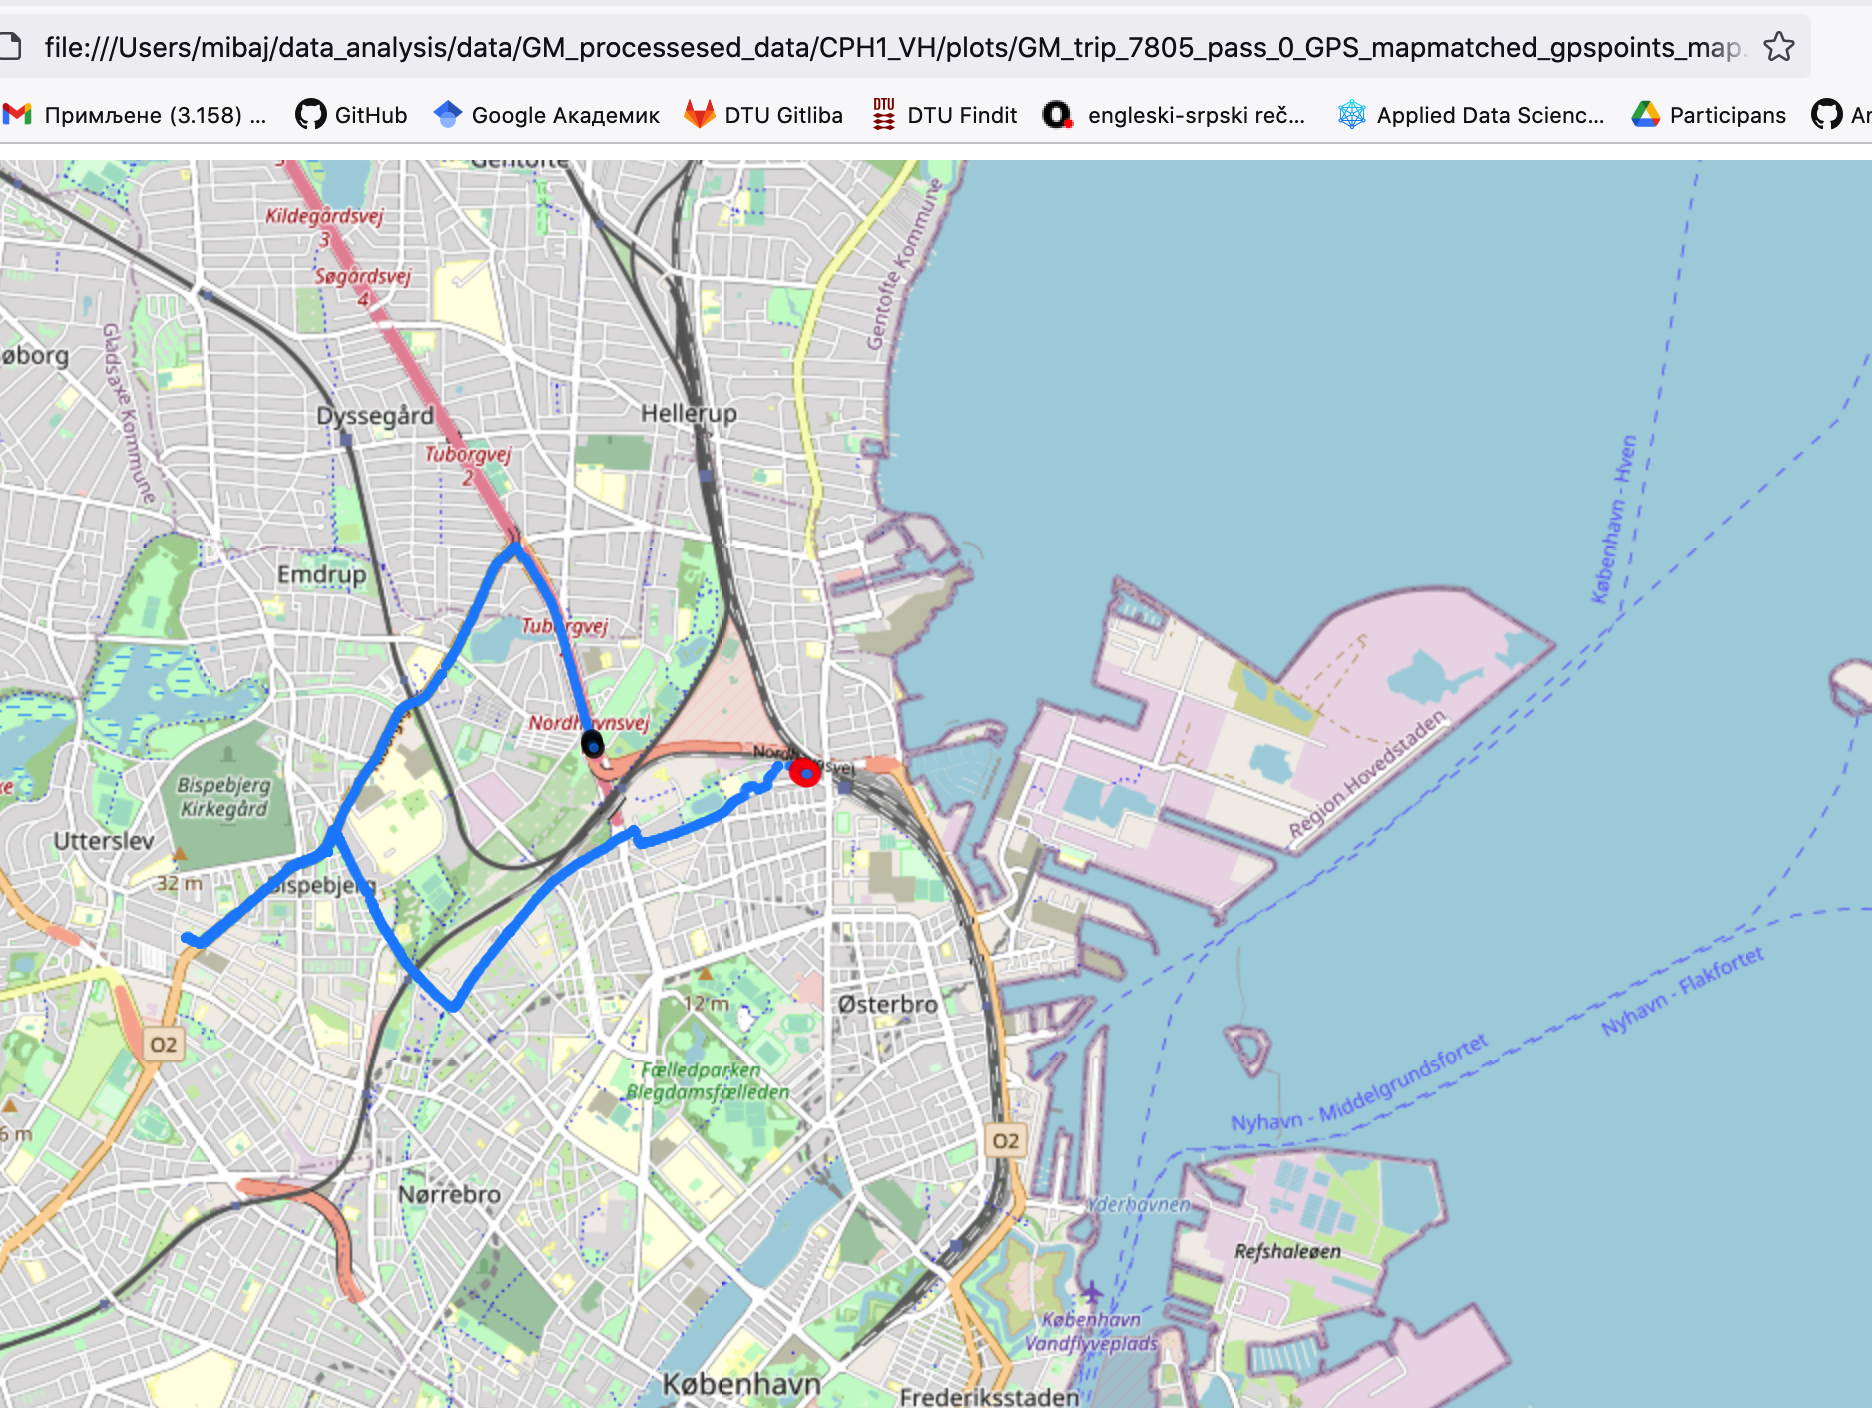 file:///Users/mibaj/data_analysis/data/GM_processesed_data/CPH1_VH/plots/GM_trip_7805_pass_0_GPS_mapmatched_gpspoints_map.
Примљене (3.158) ... GitHub Google Академик DTU Gitliba DTU DTU Findit engleski-srpski reč... Applied Data Scienc... Participans Ar
Gentofte
Kildegårdsvej
3
Søgårdsvej
4
Gentofte Kommune
øborg
Gladsaxe Kommune
Dyssegård
Hellerup
Tuborgvej
2
København - Hven
Emdrup
Tuborgvej
Nordhavnsvej
Nordhavnsvej
Bispebjerg
Kirkegård
Region Hovedstaden
Utterslev
32 m
Bispebjerg
12 m
Østerbro
O2
Nyhavn - Flakfortet
Fælledparken
Blegdamsfælleden
Nyhavn - Middelgrundsfortet
6 m
O2
Nørrebro
Yderhavnen
Refshaleøen
København
Vandflyveplads
København
Frederiksstaden